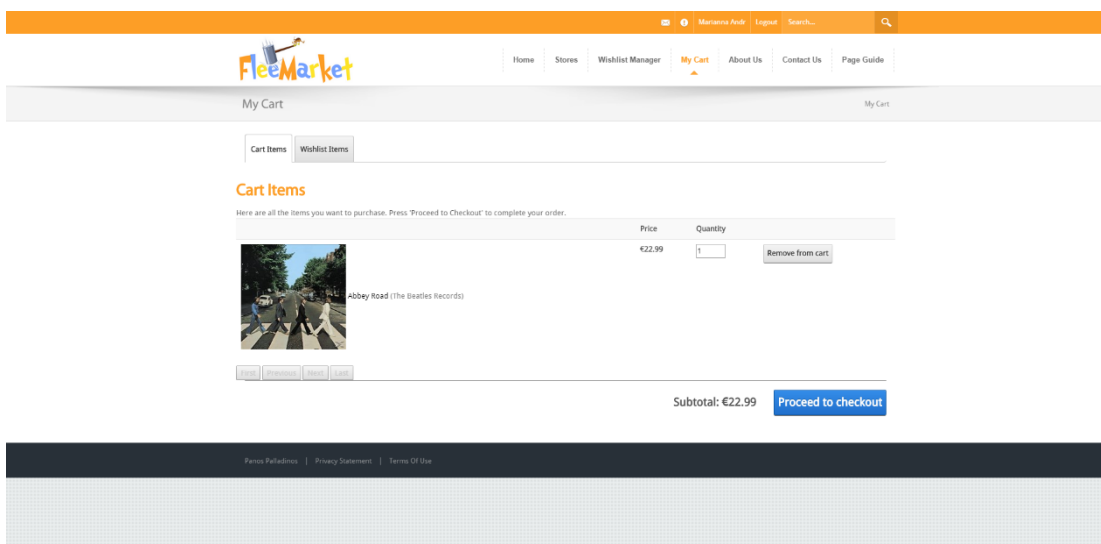 Marianna Andr Logout Search...
FleeMarket
Home Stores Wishlist Manager My Cart About Us Contact Us Page Guide
My Cart
My Cart
Cart Items Wishlist Items
Cart Items
Here are all the items you want to purchase. Press 'Proceed to Checkout' to complete your order.
Price Quantity
€22.99 1 Remove from cart
Abbey Road (The Beatles Records)
First Previous Next Last
Subtotal: €22.99 Proceed to checkout
Panos Palladinos | Privacy Statement | Terms Of Use